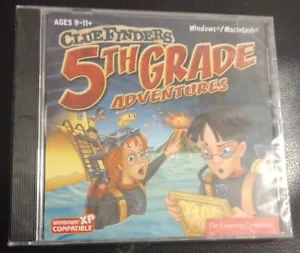 AGES 9-11+
Windows®/Macintosh®
CLUEFINDERS
5TH GRADE
ADVENTURES
WINDOWS XP
COMPATIBLE
The Learning Company